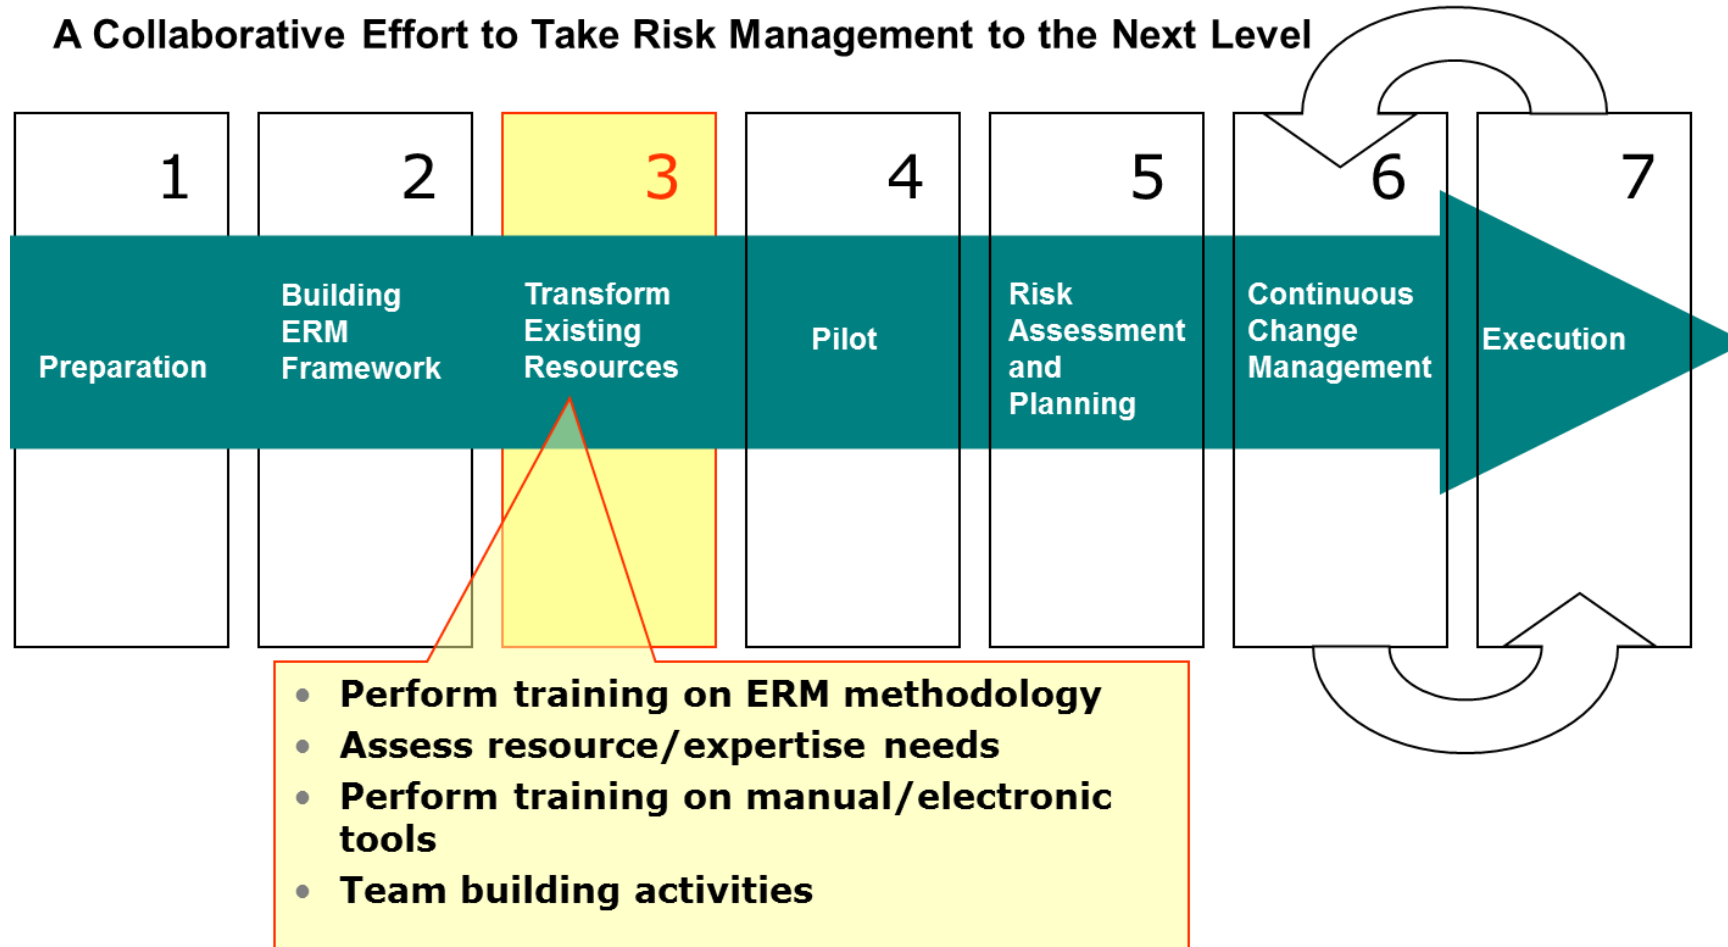 A Collaborative Effort to Take Risk Management to the Next Level
1
2
3
4
5
6
7
Preparation
Building
ERM
Framework
Transform
Existing
Resources
Pilot
Risk
Assessment
and
Planning
Continuous
Change
Management
Execution
• Perform training on ERM methodology
• Assess resource/expertise needs
• Perform training on manual/electronic
tools
• Team building activities